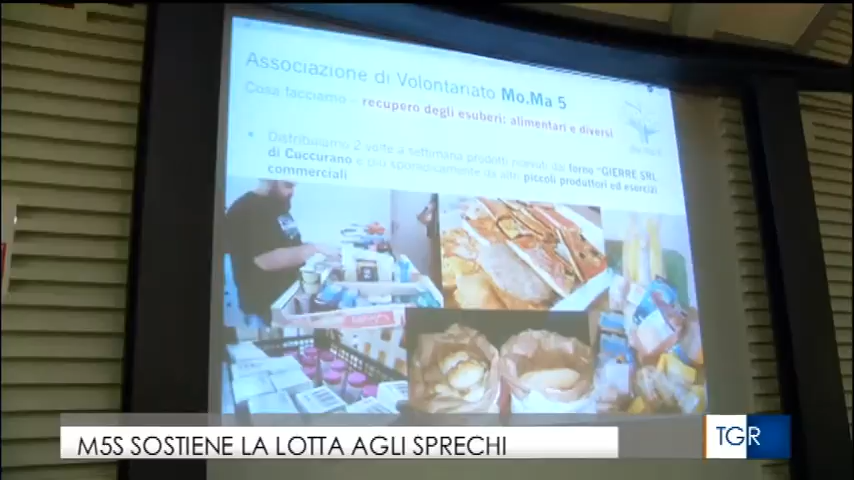 Associazione di Volontariato Mo.Ma 5
Cosa facciamo – recupero degli esuberi: alimentari e diversi
• Distribuiamo 2 volte a settimana prodotti ricevuti dal forno "GIERRE SRL
di Cuccurano e più sporadicamente da altri piccoli produttori ed esercizi
commerciali
M5S SOSTIENE LA LOTTA AGLI SPRECHI
TGR